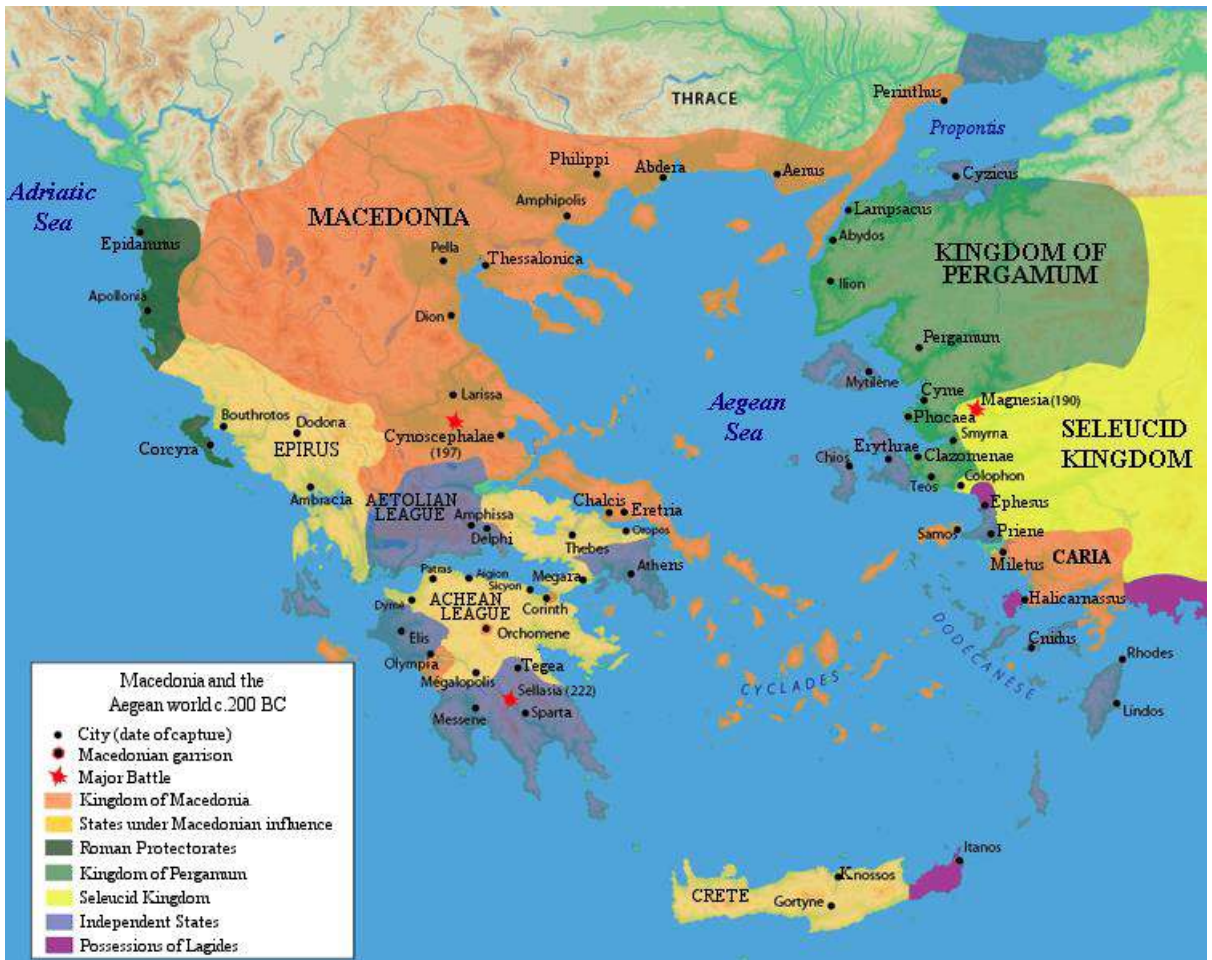 THRACE
Perinthus
Propontis
Adriatic
Sea
Philippi
Abdera
Aenus
Cyzicus
MACEDONIA
Amphipolis
Lampsacus
Epidamnus
Pella
Thessalonica
Abydos
KINGDOM OF
PERGAMUM
Apollonia
Dion
Ilion
Pergamum
Mytilène
Larissa
Cyme
Magnesia (190)
Bouthrotos
Dodona
Aegean
Sea
Phocaea
Corcyra
EPIRUS
Cynoscephalae
(197)
Smyrna
SELEUCID
KINGDOM
Chios
Erythrae
Clazomenae
Teos
Colophon
Ambracia
AETOLIAN
LEAGUE
Amphissa
Delphi
Chalcis
Eretria
Oropos
Thebes
Ephesus
Samos
Priene
Miletus
CARIA
Patras
Aigion
Sicyon
Megara
Athens
Dymé
ACHEAN
LEAGUE
Corinth
Halicarnassus
Elis
Orchomene
Olympia
Cnidus
DODECANESE
Tegea
Mégalopolis
Rhodes
CYCLADES
Sellasia (222)
Messene
Sparta
Lindos
Macedonia and the
Aegean world c.200 BC
City (date of capture)
Macedonian garrison
Major Battle
Kingdom of Macedonia
States under Macedonian influence
Roman Protectorates
Kingdom of Pergamum
Seleucid Kingdom
Independent States
Possessions of Lagides
Itanos
Knossos
CRETE
Gortyne